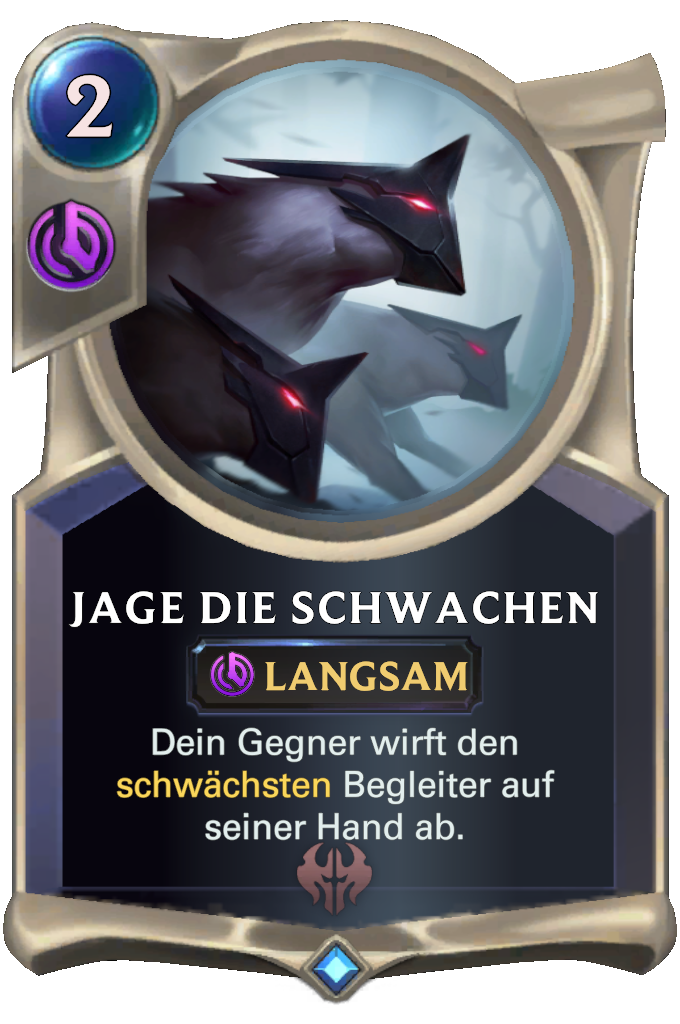 2
JAGE DIE SCHWACHEN
LANGSAM
Dein Gegner wirft den
schwächsten Begleiter auf
seiner Hand ab.